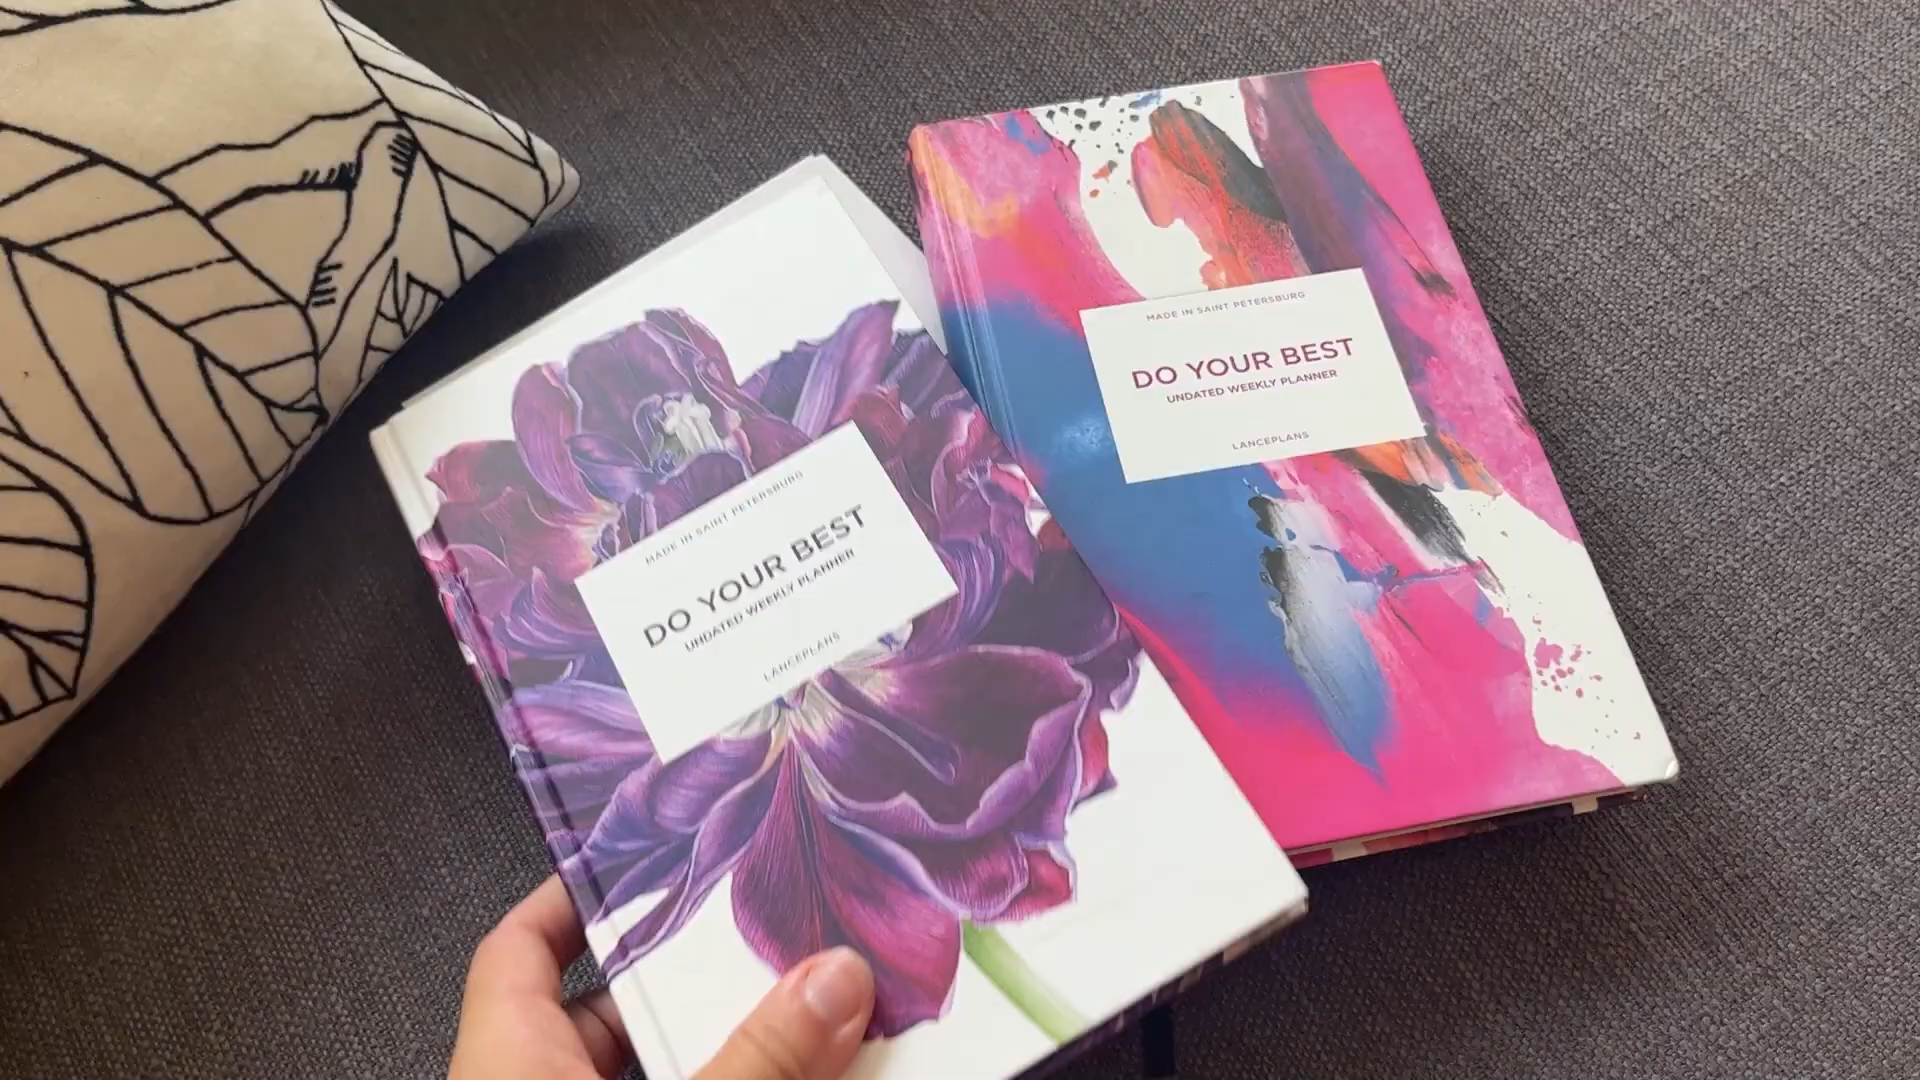 MADE IN SAINT PETERSBURG
DO YOUR BEST
UNDATED WEEKLY PLANNER
LANCEPLANS
MADE IN SAINT PETERSBURG
DO YOUR BEST
UNDATED WEEKLY PLANNER
LANCEPLANS